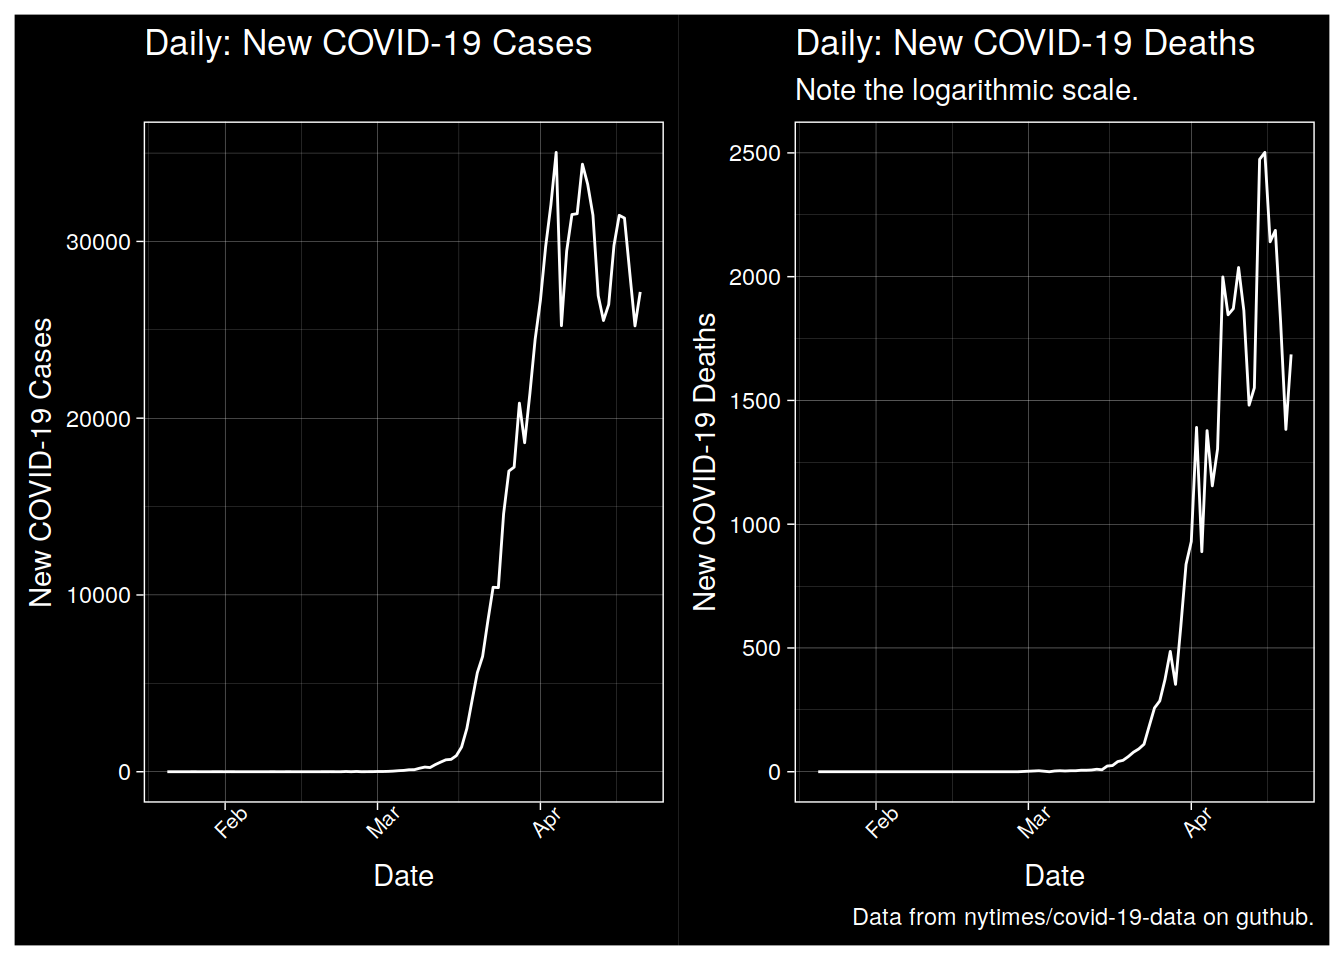 Daily: New COVID-19 Cases
New COVID-19 Cases
30000
20000
10000
0
Feb
Mar
Apr
Date
Daily: New COVID-19 Deaths
Note the logarithmic scale.
New COVID-19 Deaths
2500
2000
1500
1000
500
0
Feb
Mar
Apr
Date
Data from nytimes/covid-19-data on guthub.